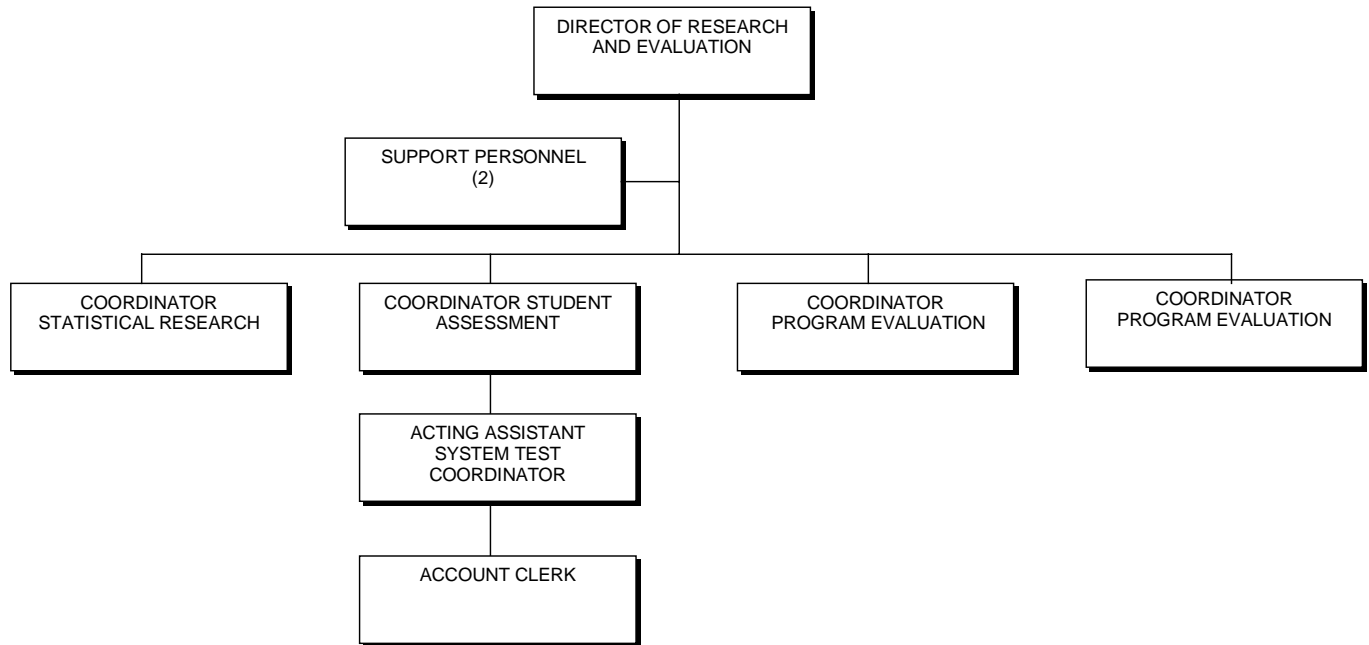 DIRECTOR OF RESEARCH
AND EVALUATION
SUPPORT PERSONNEL
(2)
COORDINATOR
STATISTICAL RESEARCH
COORDINATOR STUDENT
ASSESSMENT
COORDINATOR
PROGRAM EVALUATION
COORDINATOR
PROGRAM EVALUATION
ACTING ASSISTANT
SYSTEM TEST
COORDINATOR
ACCOUNT CLERK